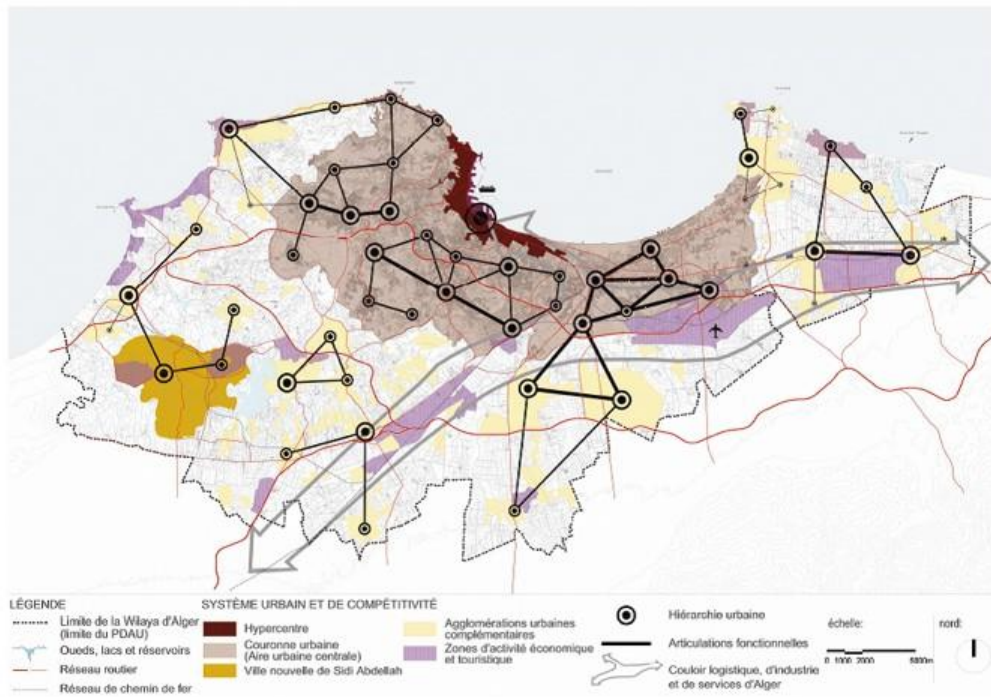 LÉGENDE
Limite de la Wilaya d'Alger
(limite du PDAU)
Oueds, lacs et réservoirs
Réseau routier
Réseau de chemin de fer
SYSTÈME URBAIN ET DE COMPÉTITIVITÉ
Hypercentre
Couronne urbaine
(Aire urbaine centrale)
Ville nouvelle de Sidi Abdellah
Agglomérations urbaines
complémentaires
Zones d'activité économique
et touristique
Hiérarchie urbaine
Articulations fonctionnelles
Couloir logistique, d'industrie
et de services d'Alger
échelle:
0 1000 2000 5000m
nord: